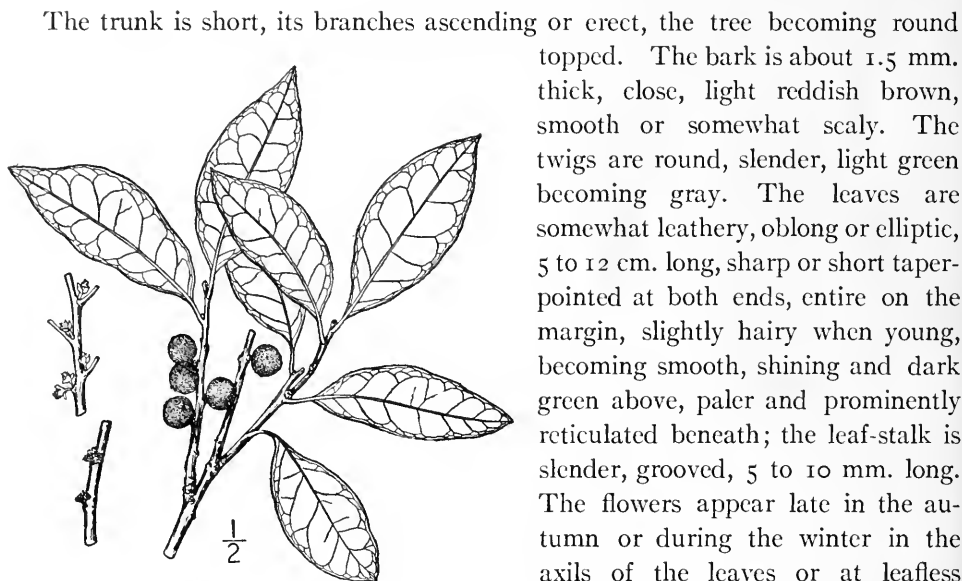 The trunk is short, its branches ascending or erect, the tree becoming round
topped. The bark is about 1.5 mm.
thick, close, light reddish brown,
smooth or somewhat scaly. The
twigs are round, slender, light green
becoming gray. The leaves are
somewhat leathery, oblong or elliptic,
5 to 12 cm. long, sharp or short taper-
pointed at both ends, entire on the
margin, slightly hairy when young,
becoming smooth, shining and dark
green above, paler and prominently
reticulated beneath; the leaf-stalk is
slender, grooved, 5 to 10 mm. long.
The flowers appear late in the au-
tumn or during the winter in the
axils of the leaves or at leafless
1/2